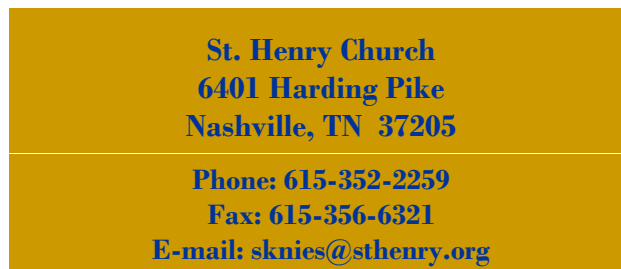 St. Henry Church
6401 Harding Pike
Nashville, TN  37205
Phone: 615-352-2259
Fax: 615-356-6321
E-mail: sknies@sthenry.org